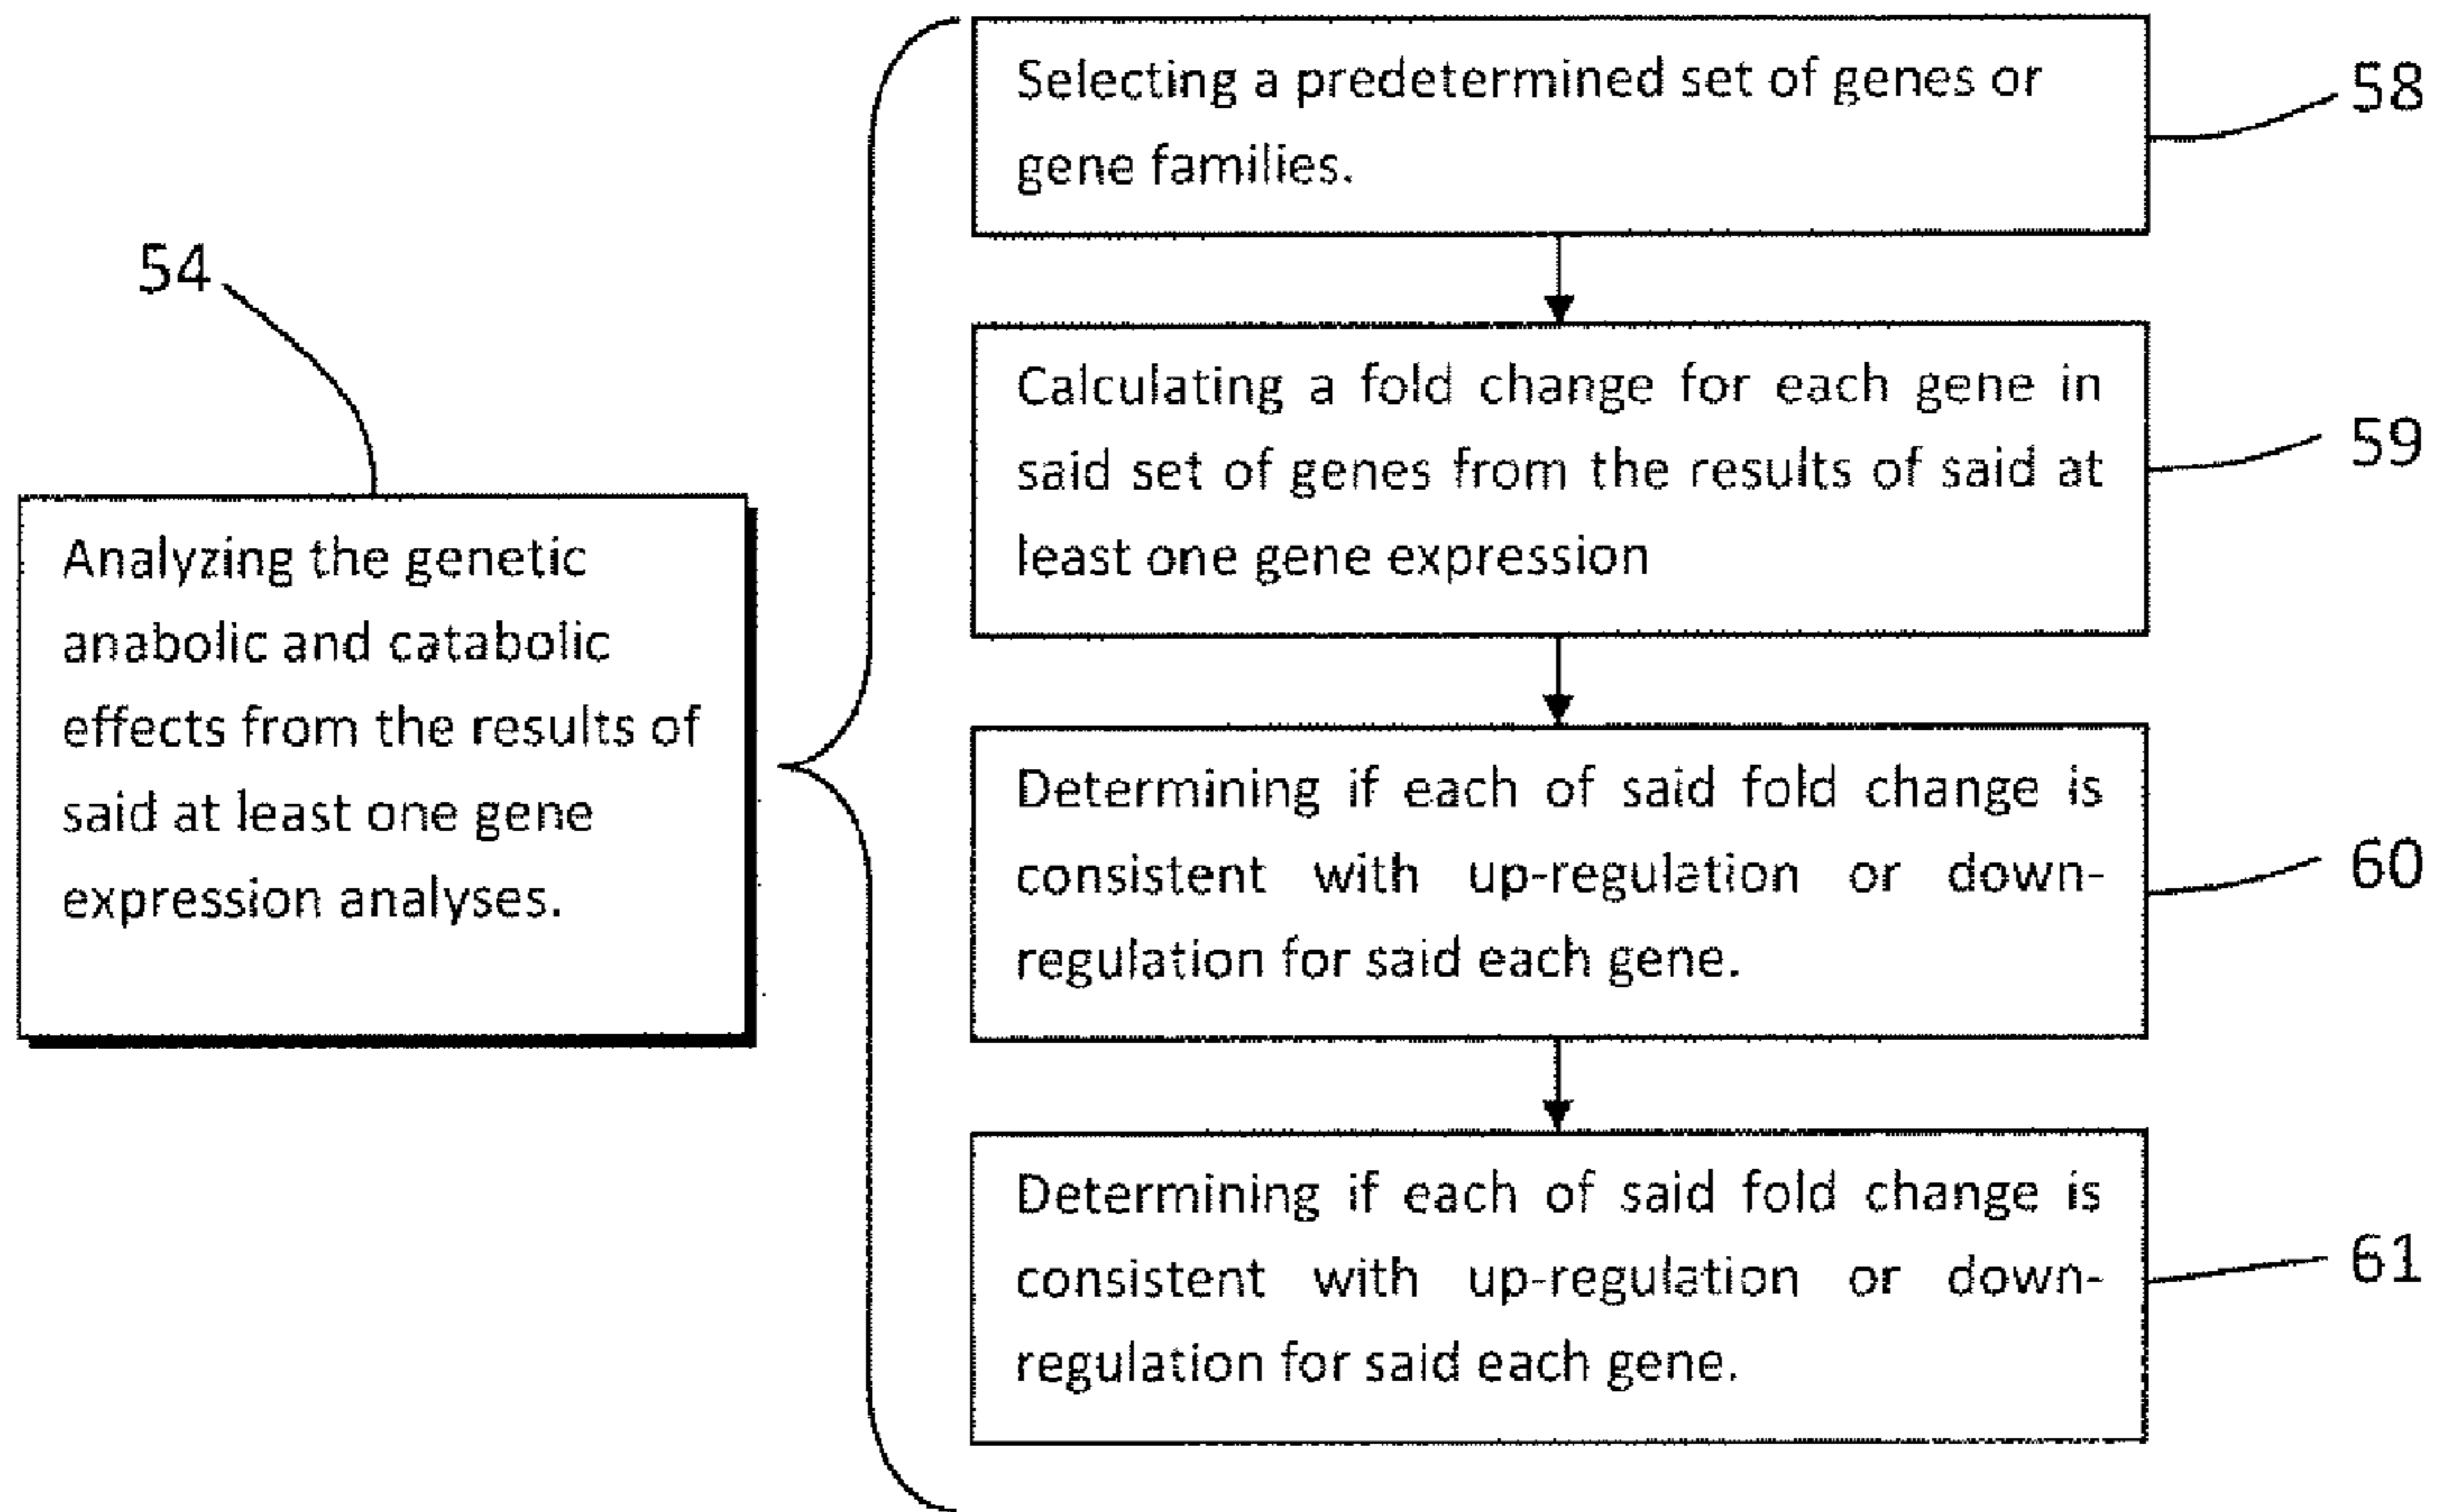 54
Analyzing the genetic
anabolic and catabolic
effects from the results of
said at least one gene
expression analyses.
Selecting a predetermined set of genes or
gene families.
58
Calculating a fold change for each gene in
said set of genes from the results of said at
least one gene expression
59
Determining if each of said fold change is
consistent with up-regulation or down-
regulation for said each gene.
60
Determining if each of said fold change is
consistent with up-regulation or down-
regulation for said each gene.
61